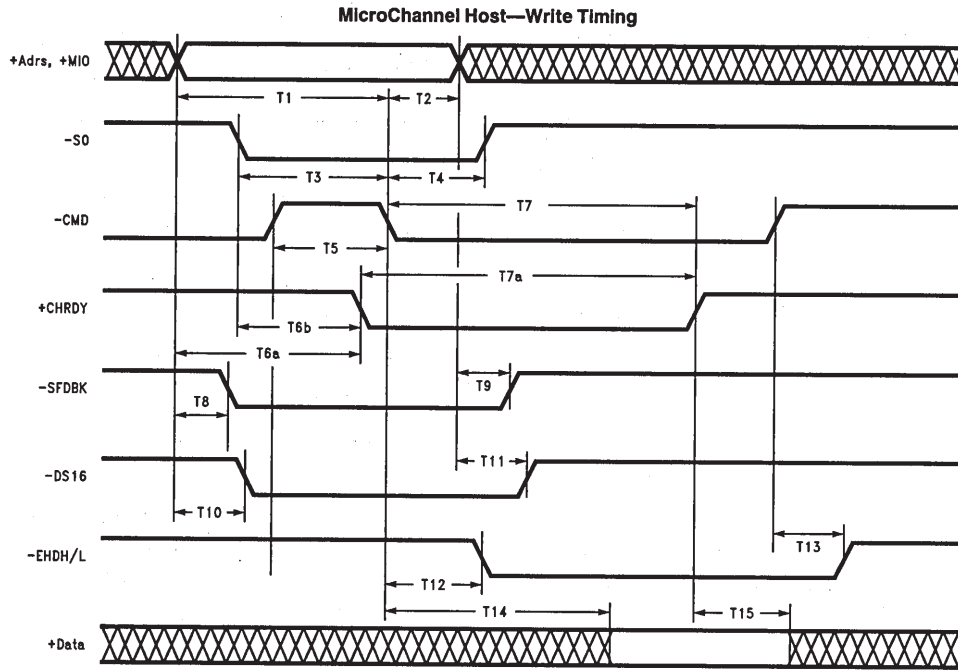 MicroChannel Host—Write Timing
+Adrs, +MIO
T1
T2
-S0
T3
T4
-CMD
T7
T5
T7a
+CHRDY
T6b
T6a
-SFDBK
T9
T8
-DS16
T11
T10
-EHDH/L
T13
T12
T14
T15
+Data